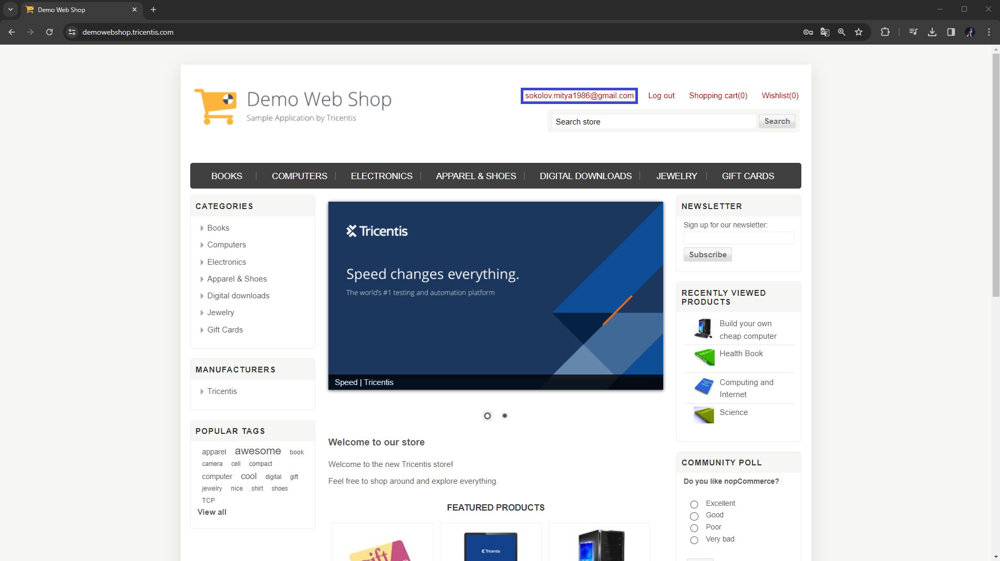 Demo Web Shop
demowebshop.tricentis.com
Demo Web Shop
Sample Application by Tricentis
sokolov.mitya1986@gmail.com Log out Shopping cart(0) Wishlist(0)
Search store Search
BOOKS COMPUTERS ELECTRONICS APPAREL & SHOES DIGITAL DOWNLOADS JEWELRY GIFT CARDS
CATEGORIES
Books
Computers
Electronics
Apparel & Shoes
Digital downloads
Jewelry
Gift Cards
MANUFACTURERS
Tricentis
POPULAR TAGS
apparel awesome book
camera cell compact
computer cool digital gift
jewelry nice shirt shoes
TCP
View all
Tricentis
Speed changes everything.
The world's #1 testing and automation platform
Speed | Tricentis
Welcome to our store
Welcome to the new Tricentis store!
Feel free to shop around and explore everything.
FEATURED PRODUCTS
gift
Tricentis
NEWSLETTER
Sign up for our newsletter:
Subscribe
RECENTLY VIEWED
PRODUCTS
Build your own
cheap computer
Health Book
Computing and
Internet
Science
COMMUNITY POLL
Do you like nopCommerce?
Excellent
Good
Poor
Very bad